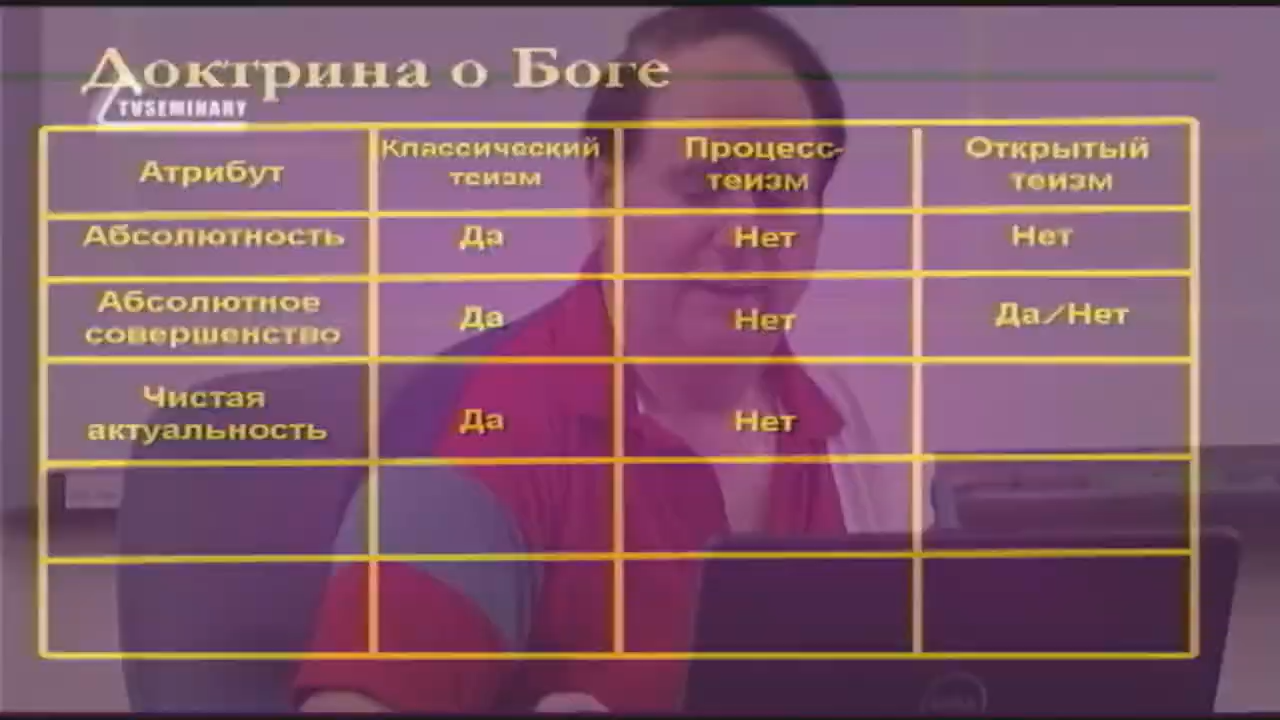 Доктрина о Боге
TVSEMINARY
Атрибут
Классический
теизм
Процесс-
теизм
Открытый
теизм
Абсолютность
Да
Нет
Нет
Абсолютное
совершенство
Да
Нет
Да/Нет
Чистая
актуальность
Да
Нет